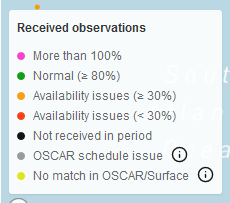 Received observations
More than 100%
Normal (≥ 80%)
Availability issues (≥ 30%)
Availability issues (< 30%)
Not received in period
OSCAR schedule issue
No match in OSCAR/Surface